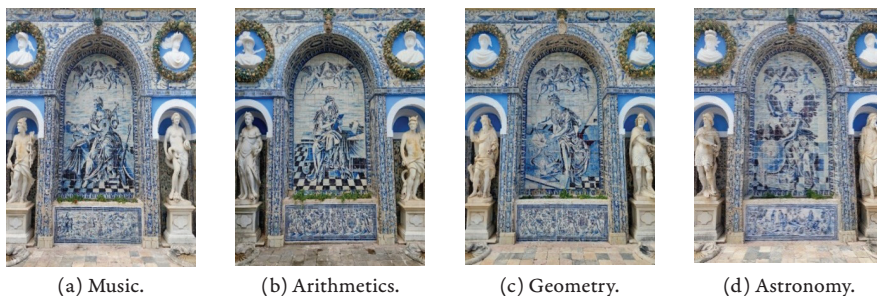 (a) Music.
(b) Arithmetics.
(c) Geometry.
(d) Astronomy.